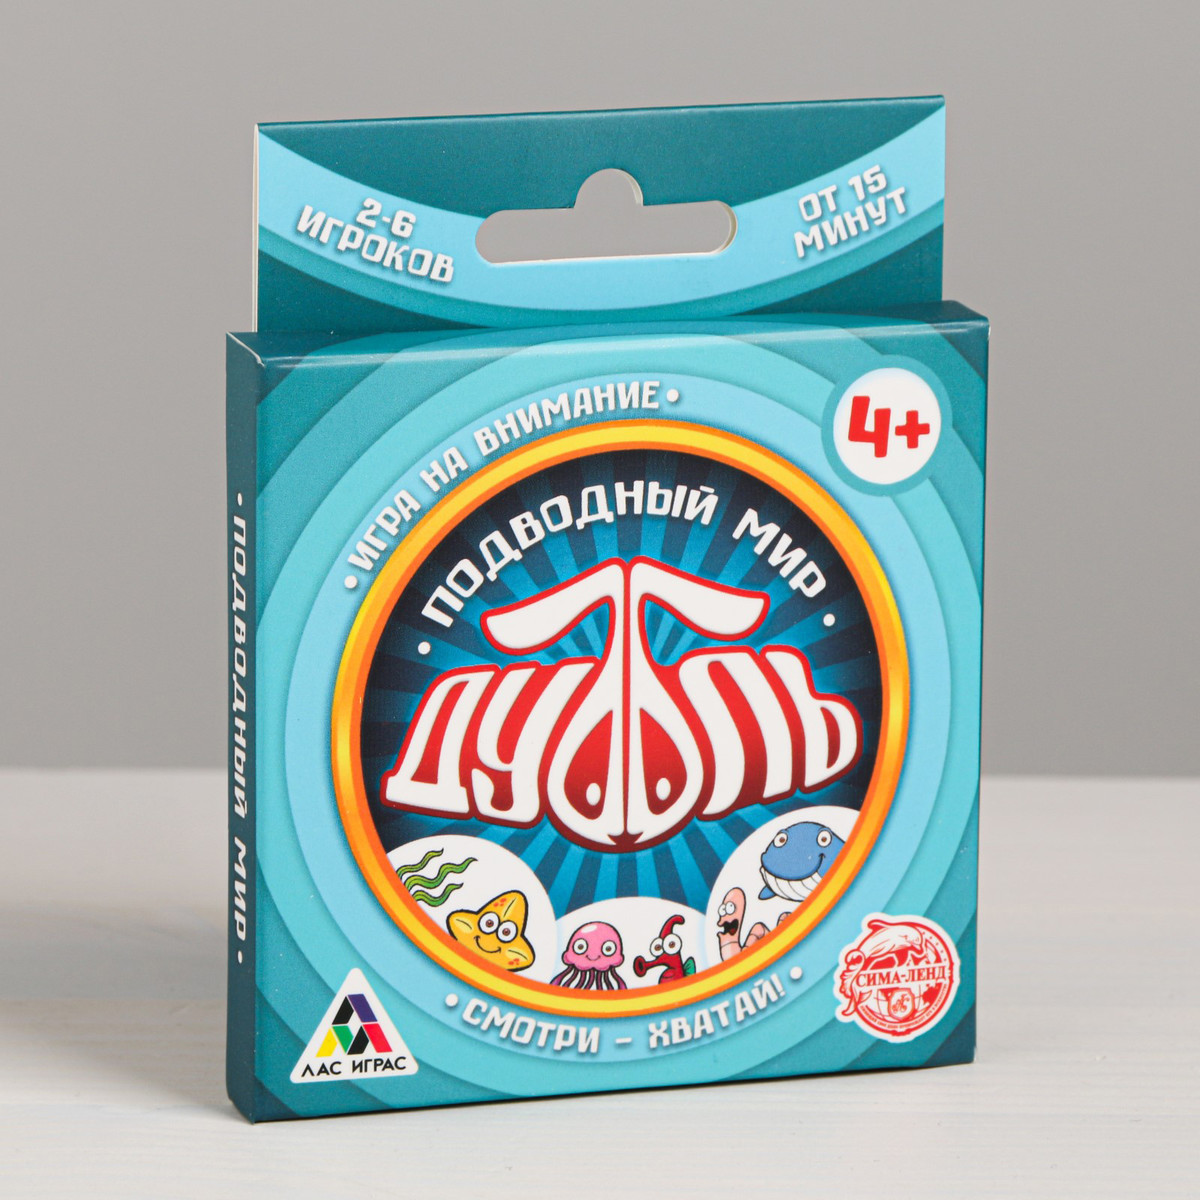 2-6
ИГРОКОВ
ОТ 15
МИНУТ
• ИГРА НА ВНИМАНИЕ •
4+
• ПОДВОДНЫЙ МИР •
ДУББЛЬ
• СМОТРИ – ХВАТАЙ! •
• ПОДВОДНЫЙ МИР •
ЛАС ИГРАС
СИМА-ЛЕНД